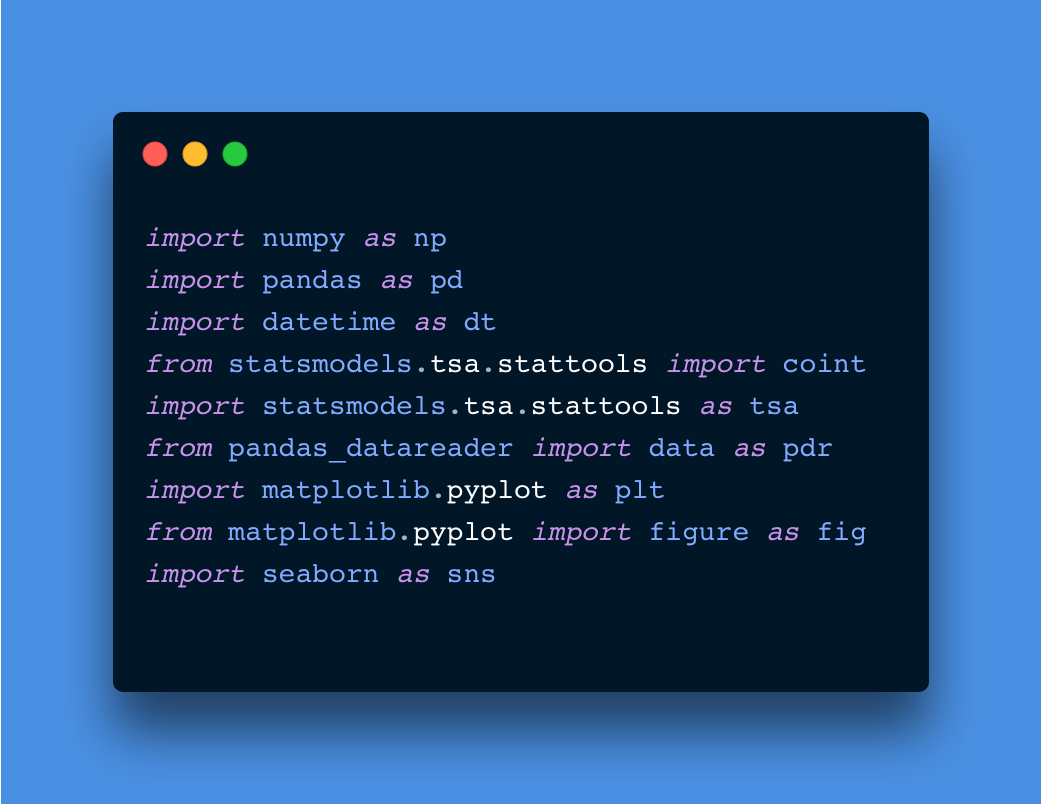 import numpy as np
import pandas as pd
import datetime as dt
from statsmodels.tsa.stattools import coint
import statsmodels.tsa.stattools as tsa
from pandas_datareader import data as pdr
import matplotlib.pyplot as plt
from matplotlib.pyplot import figure as fig
import seaborn as sns